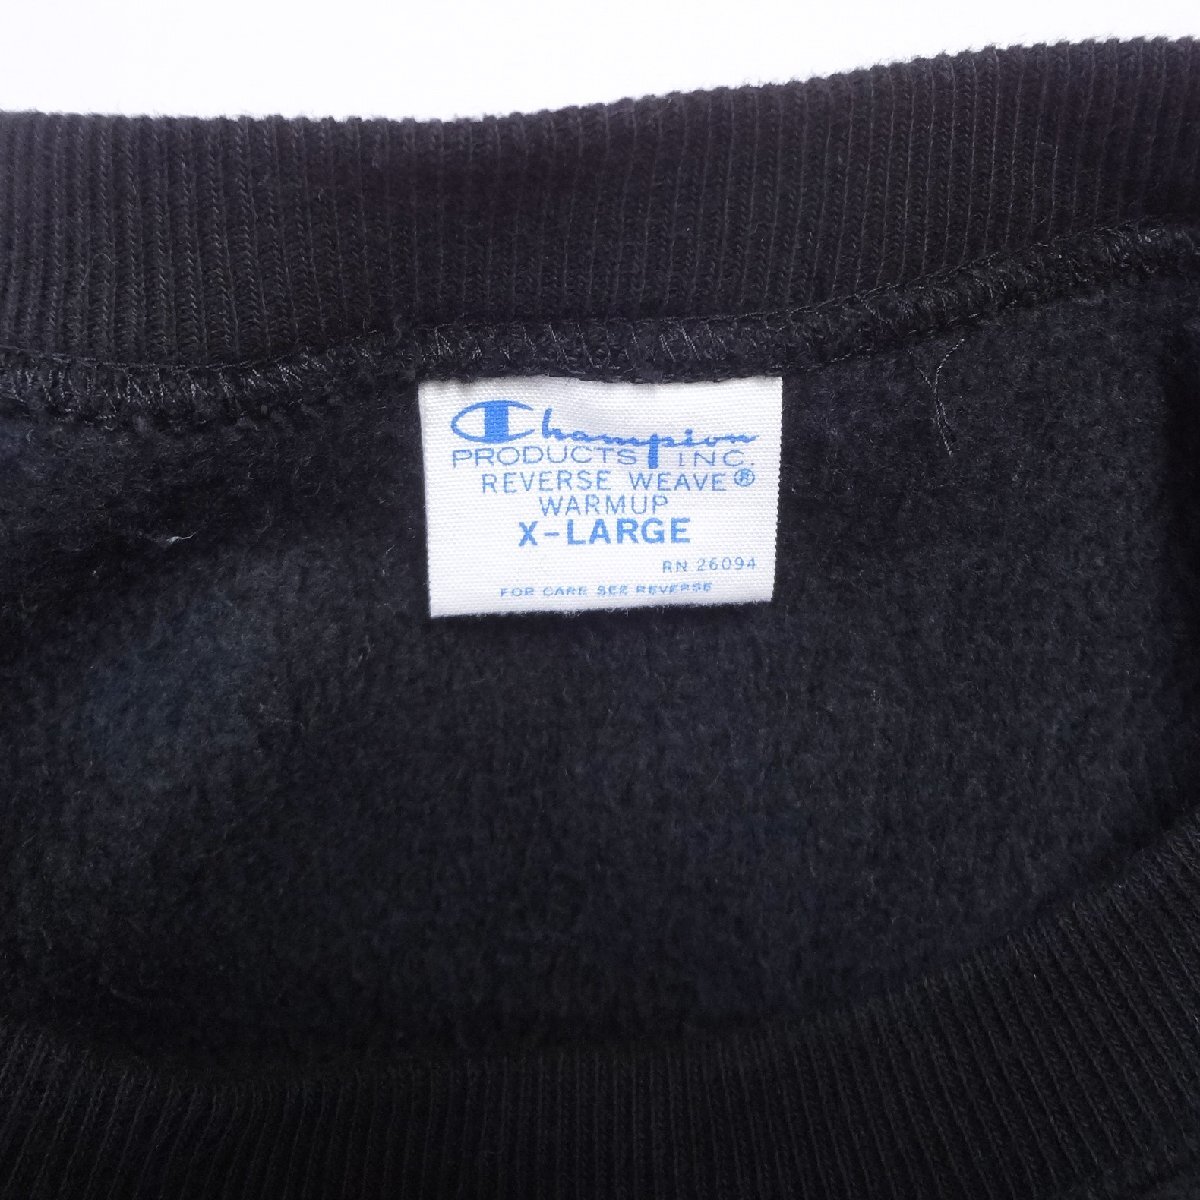 Champion
PRODUCTS INC.
REVERSE WEAVE®
WARMUP
X-LARGE
RN 26094
FOR CARE SEE REVERSE